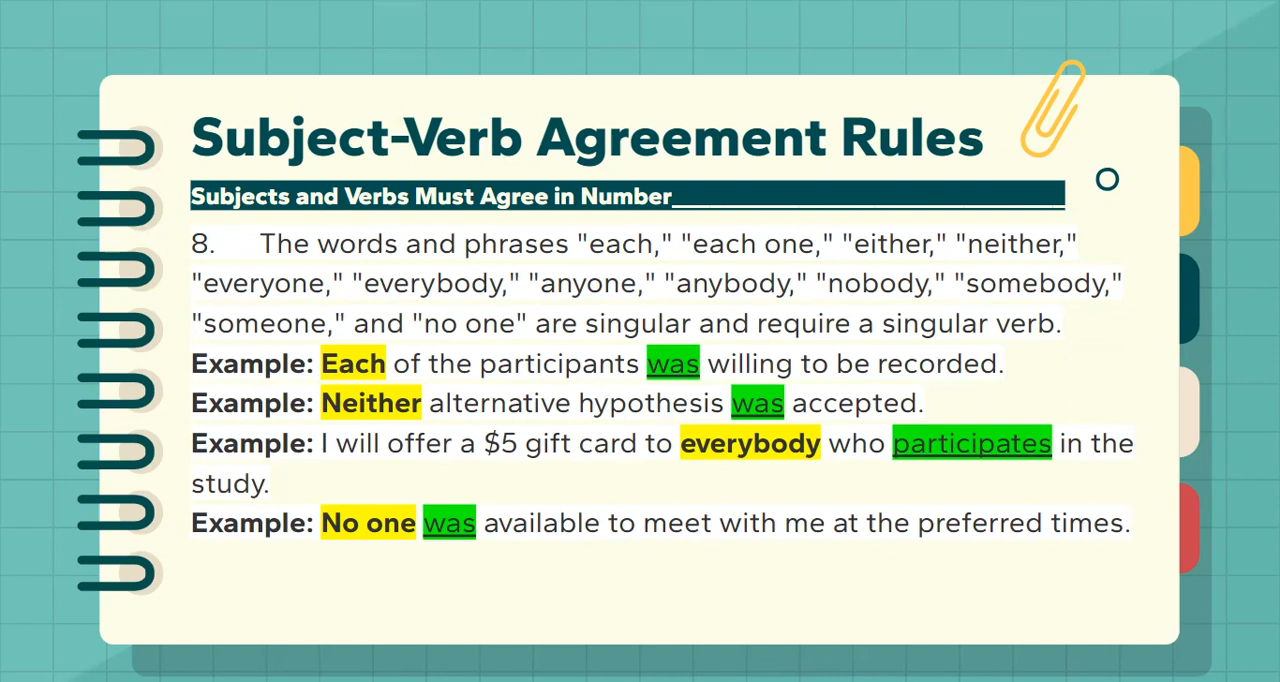 Subject-Verb Agreement Rules
Subjects and Verbs Must Agree in Number
8. The words and phrases "each," "each one," "either," "neither,"
"everyone," "everybody," "anyone," "anybody," "nobody," "somebody,"
"someone," and "no one" are singular and require a singular verb.
Example: Each of the participants was willing to be recorded.
Example: Neither alternative hypothesis was accepted.
Example: I will offer a $5 gift card to everybody who participates in the
study.
Example: No one was available to meet with me at the preferred times.